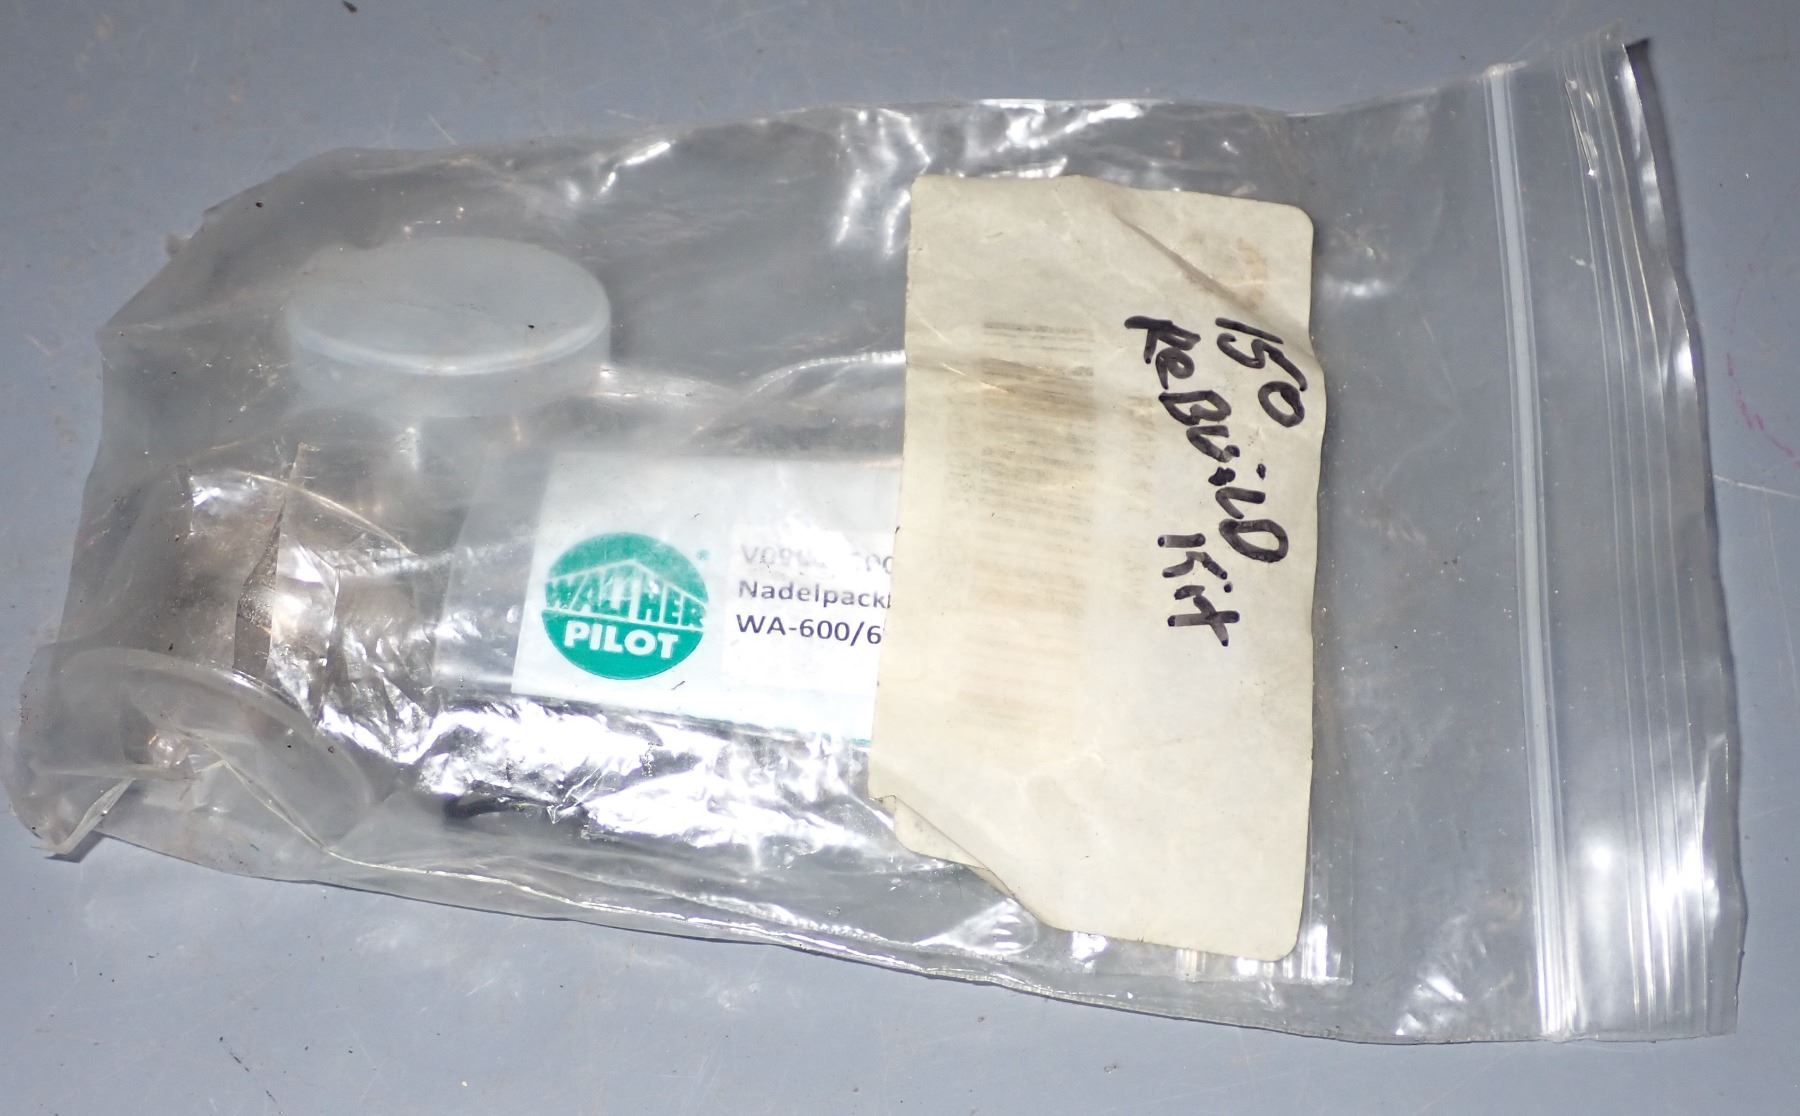 WALTHER
PILOT
Nadelpack
WA-600/6
150
ReBuiLD Kit